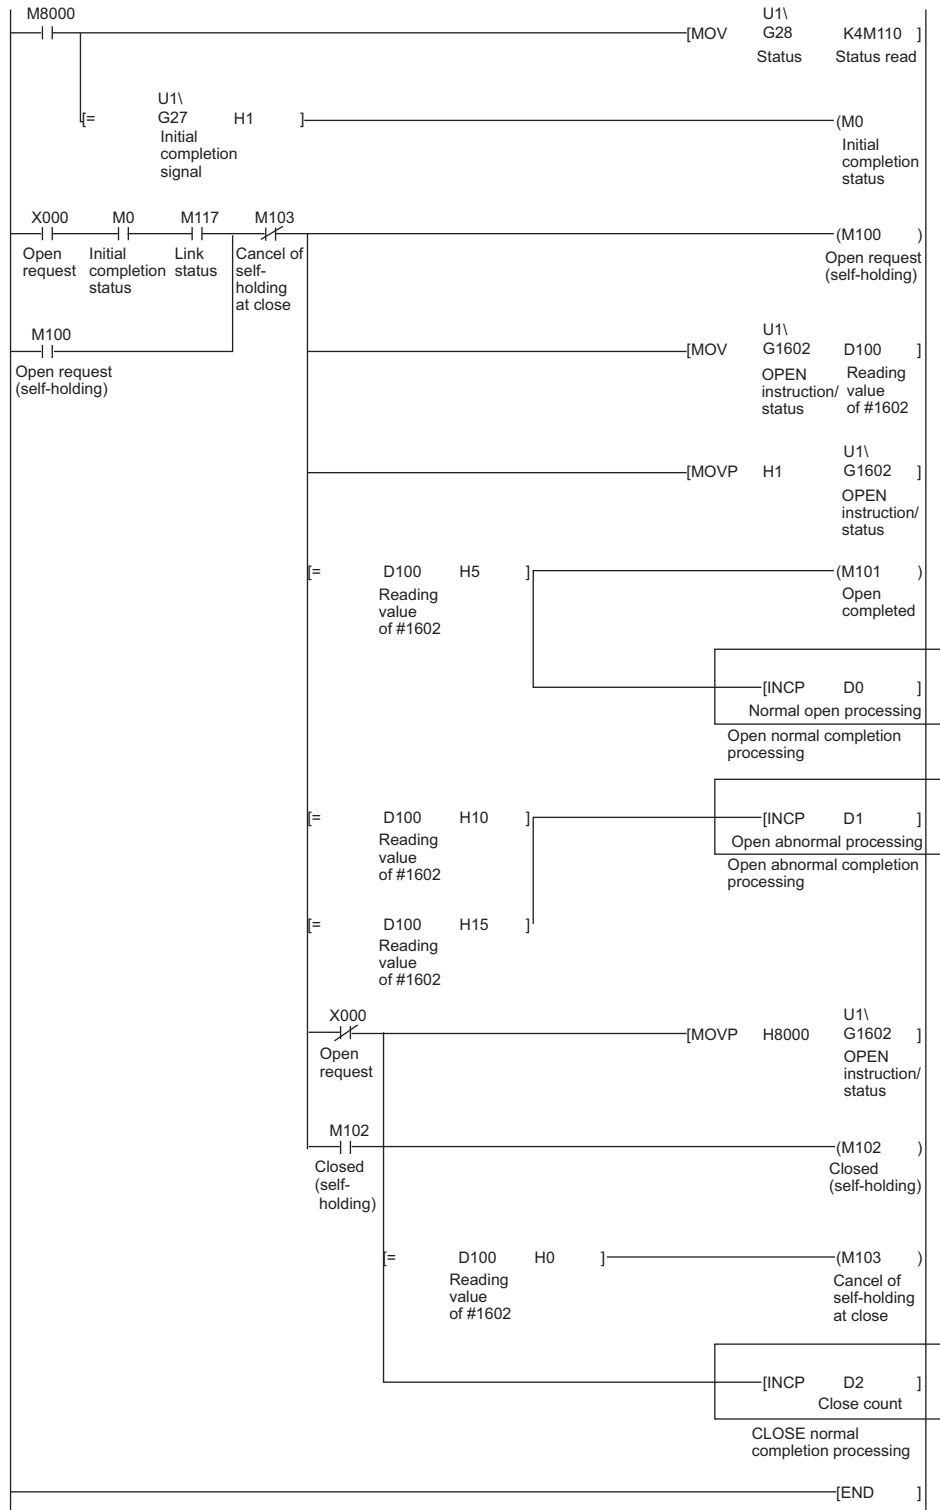 M8000
[MOV U1\ G28 K4M110 ]
Status Status read
[= U1\ G27 H1 ]
(M0
Initial
completion
signal
Initial
completion
status
X000 M0 M117 M103
(M100 )
Open
request
Initial
completion
status
Link
status
Cancel of
self-
holding
at close
Open request
(self-holding)
M100
Open request
(self-holding)
[MOV U1\ G1602 D100 ]
OPEN
instruction/
status
Reading
value
of #1602
[MOVP H1 U1\ G1602 ]
OPEN
instruction/
status
[= D100 H5 ]
(M101 )
Reading
value
of #1602
Open
completed
[INCP D0 ]
Normal open processing
Open normal completion
processing
[= D100 H10 ]
[INCP D1 ]
Reading
value
of #1602
Open abnormal processing
Open abnormal completion
processing
[= D100 H15 ]
Reading
value
of #1602
X000
Open
request
[MOVP H8000 U1\ G1602 ]
OPEN
instruction/
status
M102
(M102 )
Closed
(self-
holding)
Closed
(self-holding)
[= D100 H0 ]
(M103 )
Reading
value
of #1602
Cancel of
self-holding
at close
[INCP D2 ]
Close count
CLOSE normal
completion processing
[END ]